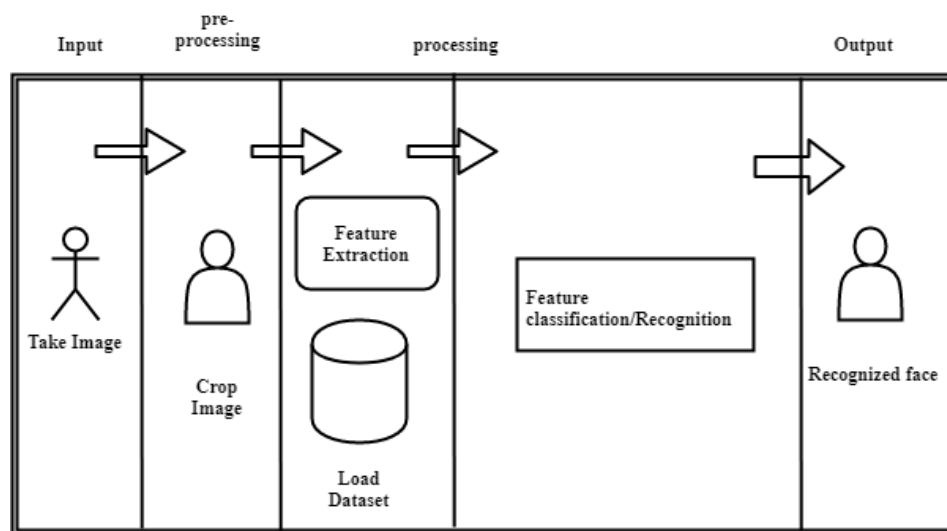 Input
pre-
processing
processing
Output
Take Image
Crop
Image
Feature
Extraction
Load
Dataset
Feature
classification/Recognition
Recognized face